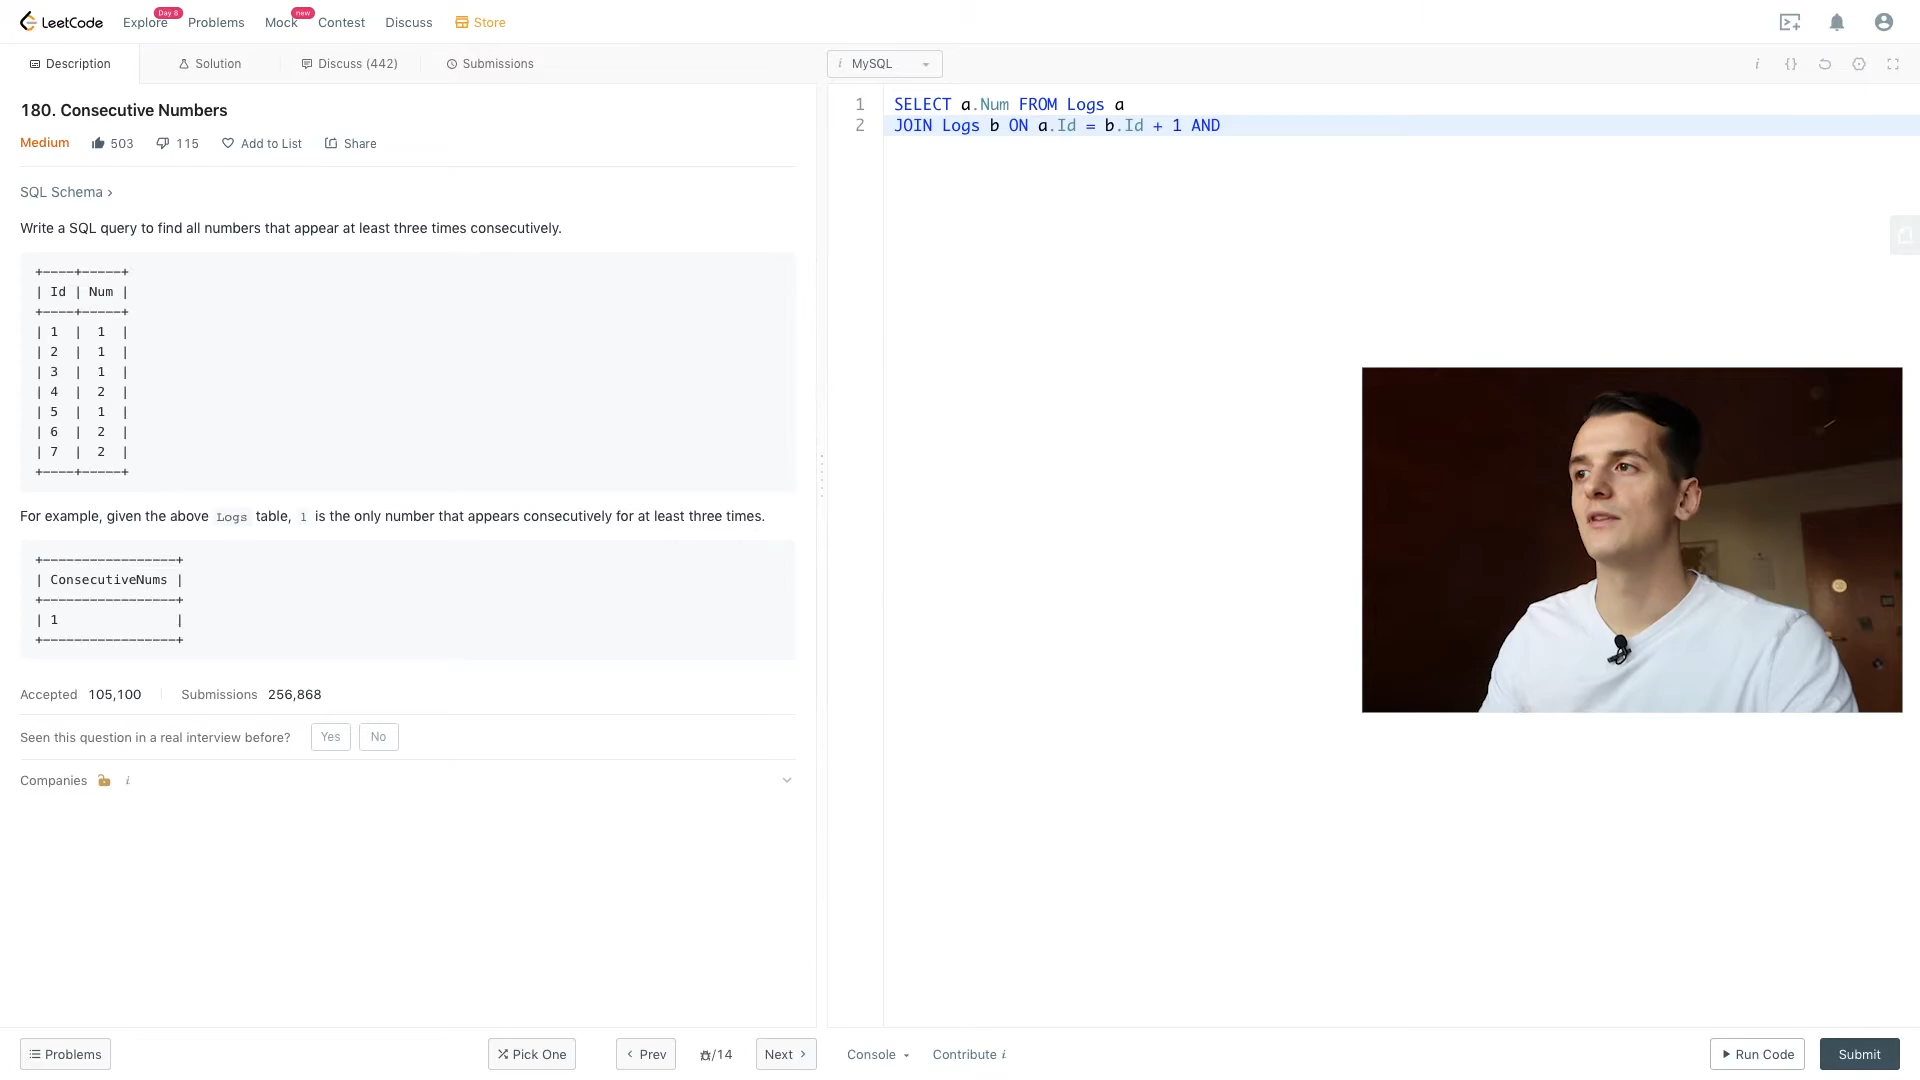 LeetCode
Explore
Day 8
Problems
Mock
new
Contest
Discuss
Store
Description
Solution
Discuss (442)
Submissions
180. Consecutive Numbers
Medium
503
115
Add to List
Share
SQL Schema ›
Write a SQL query to find all numbers that appear at least three times consecutively.
+----+-----+
| Id | Num |
+----+-----+
| 1  |  1  |
| 2  |  1  |
| 3  |  1  |
| 4  |  2  |
| 5  |  1  |
| 6  |  2  |
| 7  |  2  |
+----+-----+
For example, given the above Logs table, 1 is the only number that appears consecutively for at least three times.
+-----------------+
| ConsecutiveNums |
+-----------------+
| 1               |
+-----------------+
Accepted 105,100
Submissions 256,868
Seen this question in a real interview before?
Yes
No
Companies
i
Problems
Pick One
‹ Prev
/14
Next ›
i MySQL
i
{}
1 SELECT a.Num FROM Logs a
2 JOIN Logs b ON a.Id = b.Id + 1 AND
Console
Contribute i
Run Code
Submit